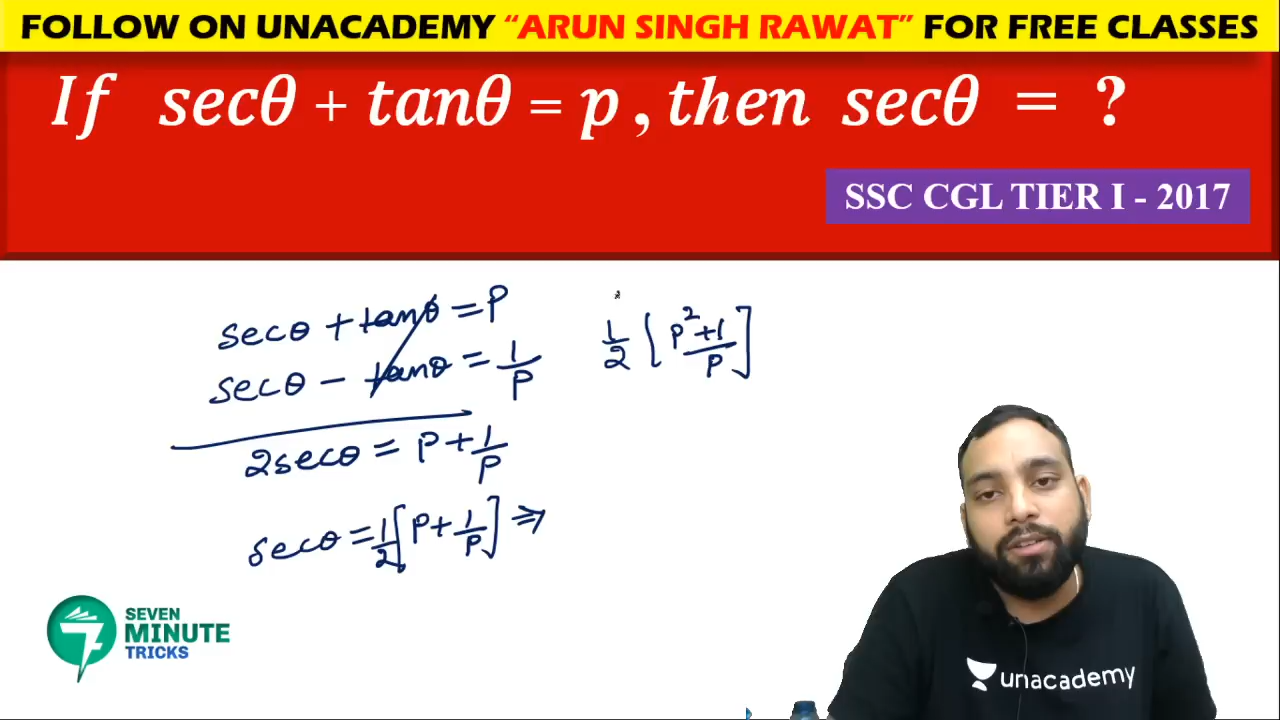 FOLLOW ON UNACADEMY “ARUN SINGH RAWAT” FOR FREE CLASSES
If secθ + tanθ = p , then secθ = ?
SSC CGL TIER I - 2017
secθ + tanθ = P
secθ - tanθ = 1/P
2secθ = P + 1/P
secθ = 1/2 [P + 1/P] ⇒
1/2 [P² + 1 / P]
SEVEN
MINUTE
TRICKS
unacademy